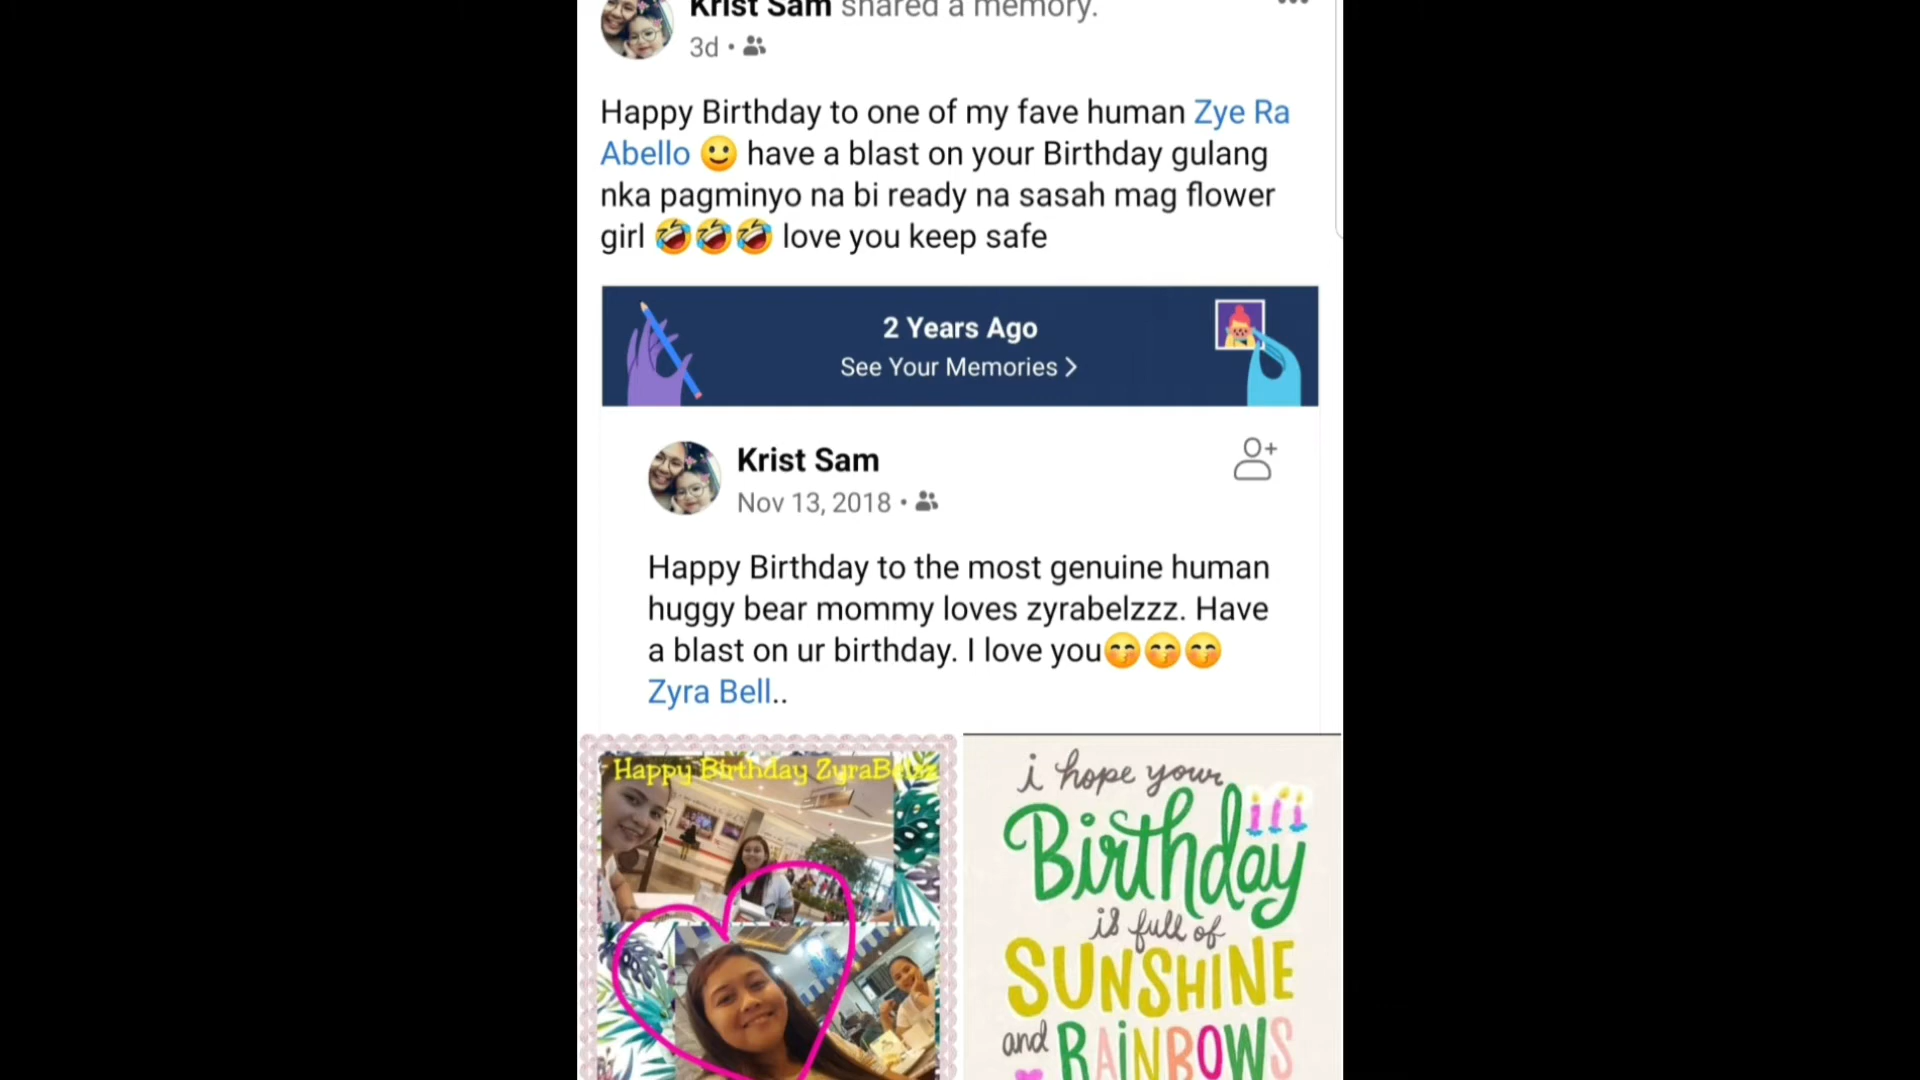 Krist Sam shared a memory.
3d •
Happy Birthday to one of my fave human Zye Ra
Abello 🙂 have a blast on your Birthday gulang
nka pagminyo na bi ready na sasah mag flower
girl 🤣🤣🤣 love you keep safe
2 Years Ago
See Your Memories >
Krist Sam
Nov 13, 2018 •
Happy Birthday to the most genuine human
huggy bear mommy loves zyrabelzzz. Have
a blast on ur birthday. I love you😙😙😙
Zyra Bell..
Happy Birthday
i hope your
Birthday
is full of
SUNSHINE
and RAiNBOWS